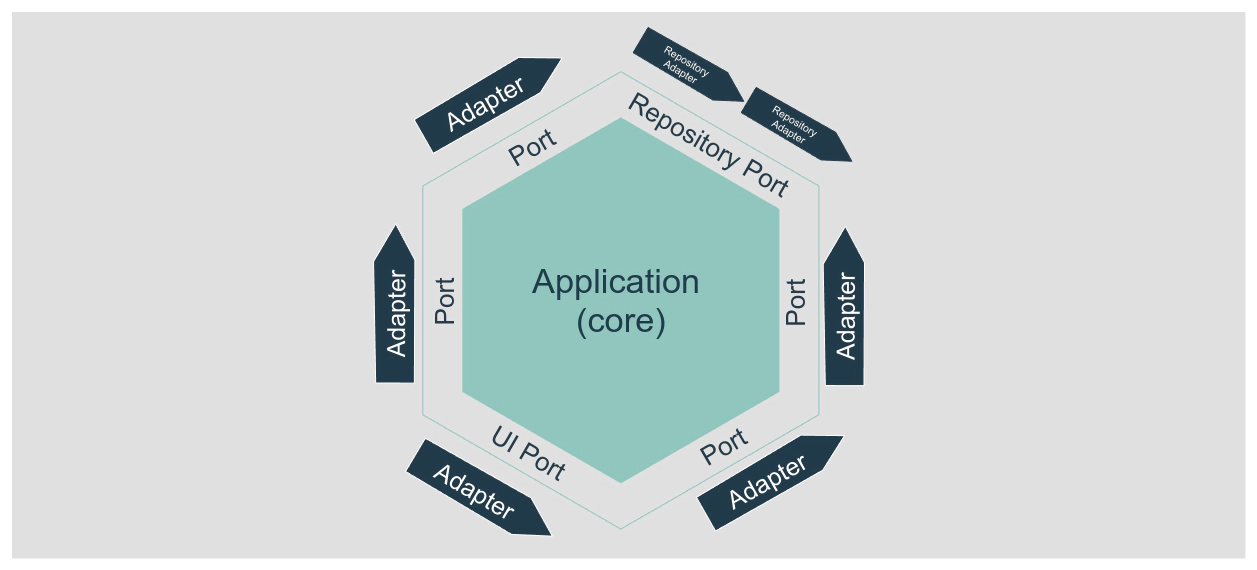 Repository
Adapter
Repository
Adapter
Adapter
Repository Port
Port
Application
(core)
Port
Port
Adapter
Adapter
UI Port
Port
Adapter
Adapter